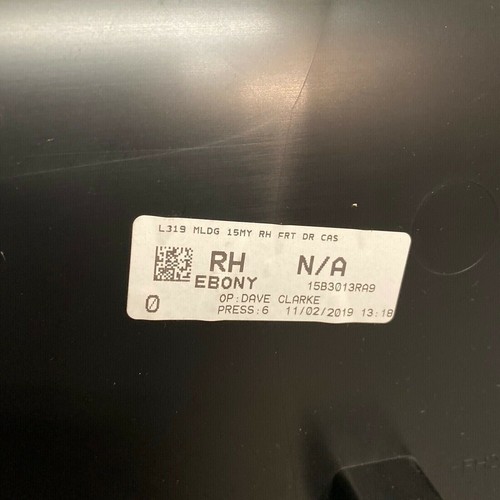 L319 MLDG 15MY RH FRT DR CAS
RH N/A
EBONY 15B3013RA9
OP:DAVE CLARKE
0 PRESS:6 11/02/2019 13:18